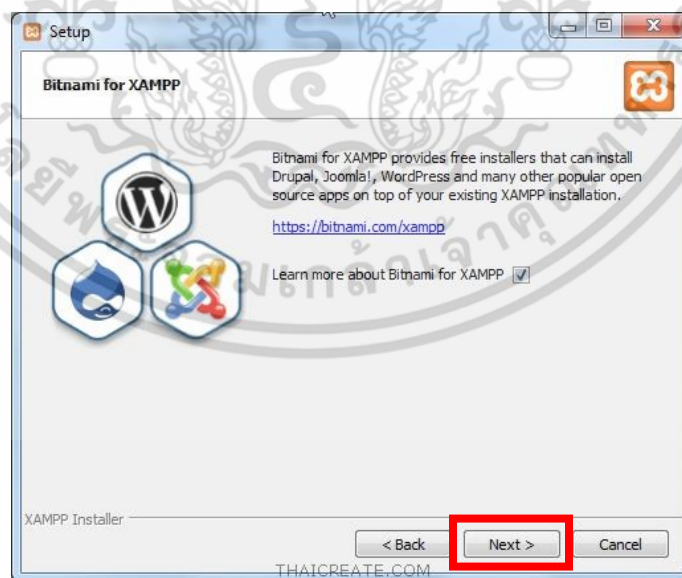 Setup
Bitnami for XAMPP
Bitnami for XAMPP provides free installers that can install
Drupal, Joomla!, WordPress and many other popular open
source apps on top of your existing XAMPP installation.
https://bitnami.com/xampp
Learn more about Bitnami for XAMPP
XAMPP Installer
< Back
Next >
Cancel
THAICREATE.COM